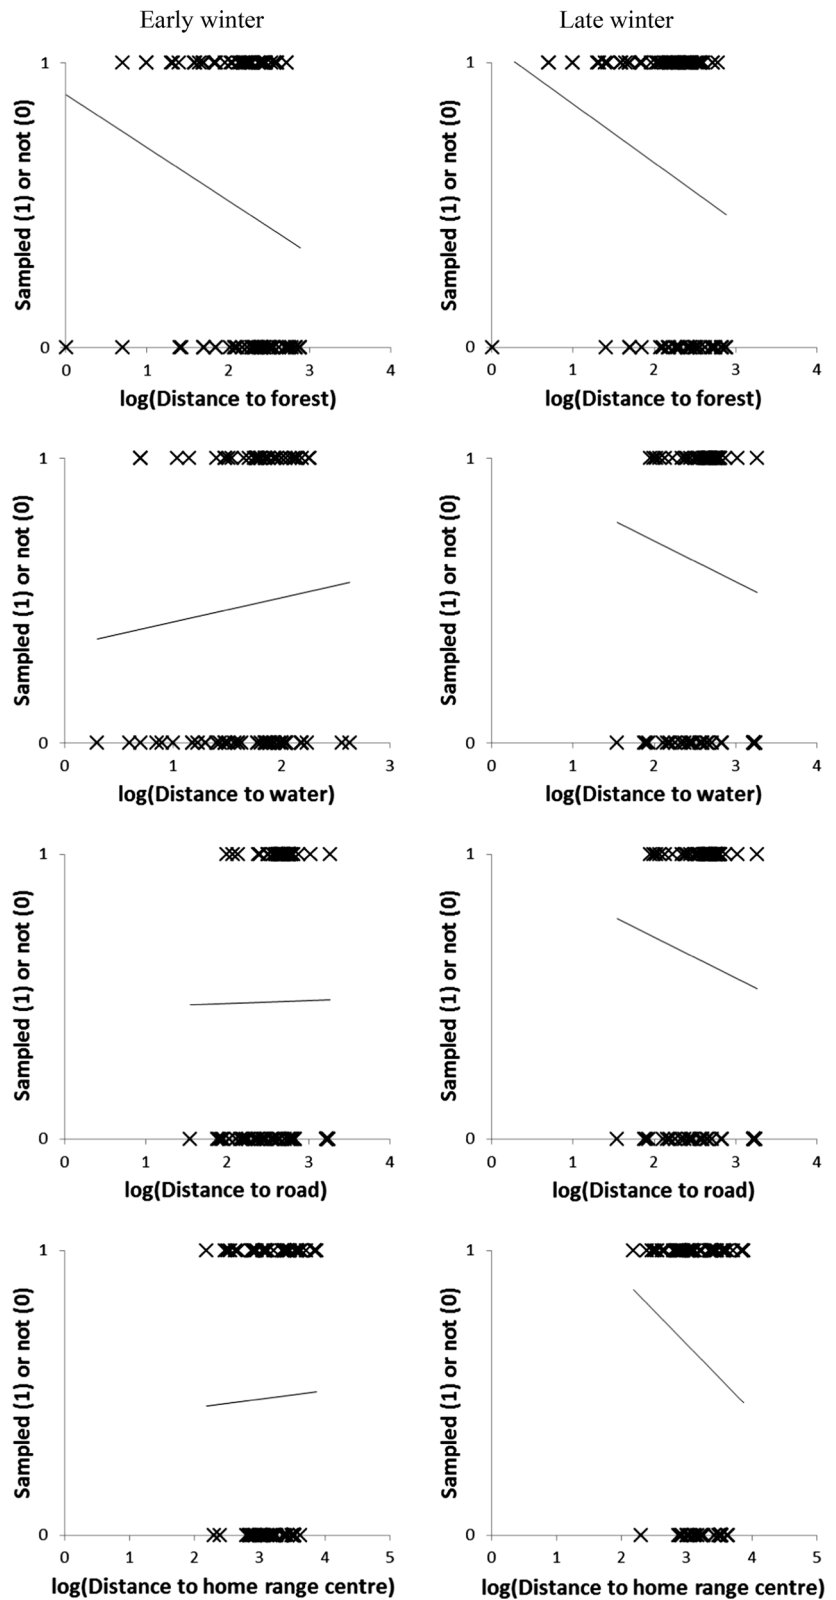 Early winter
Late winter
Sampled (1) or not (0)
1
0
0 1 2 3 4
log(Distance to forest)
Sampled (1) or not (0)
1
0
0 1 2 3 4
log(Distance to forest)
Sampled (1) or not (0)
1
0
0 1 2 3
log(Distance to water)
Sampled (1) or not (0)
1
0
0 1 2 3 4
log(Distance to water)
Sampled (1) or not (0)
1
0
0 1 2 3 4
log(Distance to road)
Sampled (1) or not (0)
1
0
0 1 2 3 4
log(Distance to road)
Sampled (1) or not (0)
1
0
0 1 2 3 4 5
log(Distance to home range centre)
Sampled (1) or not (0)
1
0
0 1 2 3 4 5
log(Distance to home range centre)